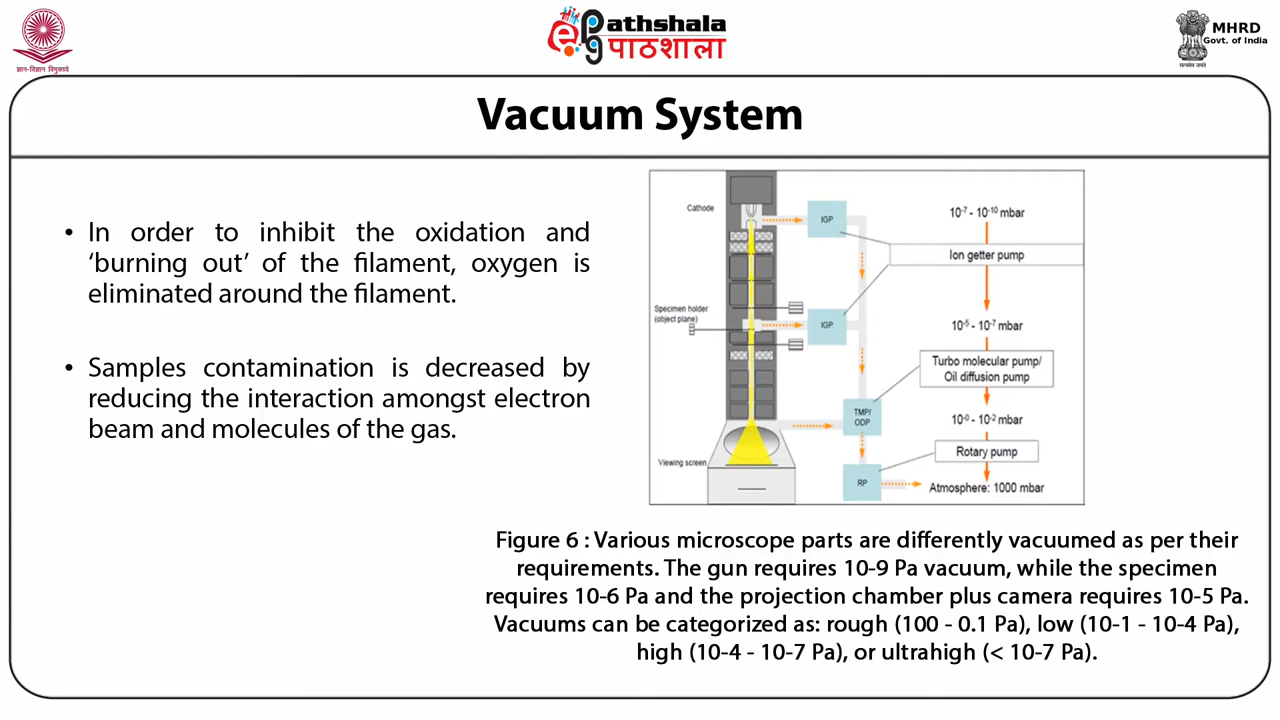 ज्ञान-विज्ञान विमुक्तये
ePathshala
पाठशाला
MHRD
Govt. of India
सत्यमेव जयते
Vacuum System
• In order to inhibit the oxidation and
‘burning out’ of the filament, oxygen is
eliminated around the filament.
• Samples contamination is decreased by
reducing the interaction amongst electron
beam and molecules of the gas.
Cathode
IGP
10⁻⁷ - 10⁻¹⁰ mbar
Ion getter pump
Specimen holder
(object plane)
IGP
10⁻⁵ - 10⁻⁷ mbar
Turbo molecular pump/
Oil diffusion pump
TMP/
ODP
10⁻⁰ - 10⁻² mbar
Rotary pump
Viewing screen
RP
Atmosphere: 1000 mbar
Figure 6 : Various microscope parts are differently vacuumed as per their
requirements. The gun requires 10-9 Pa vacuum, while the specimen
requires 10-6 Pa and the projection chamber plus camera requires 10-5 Pa.
Vacuums can be categorized as: rough (100 - 0.1 Pa), low (10-1 - 10-4 Pa),
high (10-4 - 10-7 Pa), or ultrahigh (< 10-7 Pa).